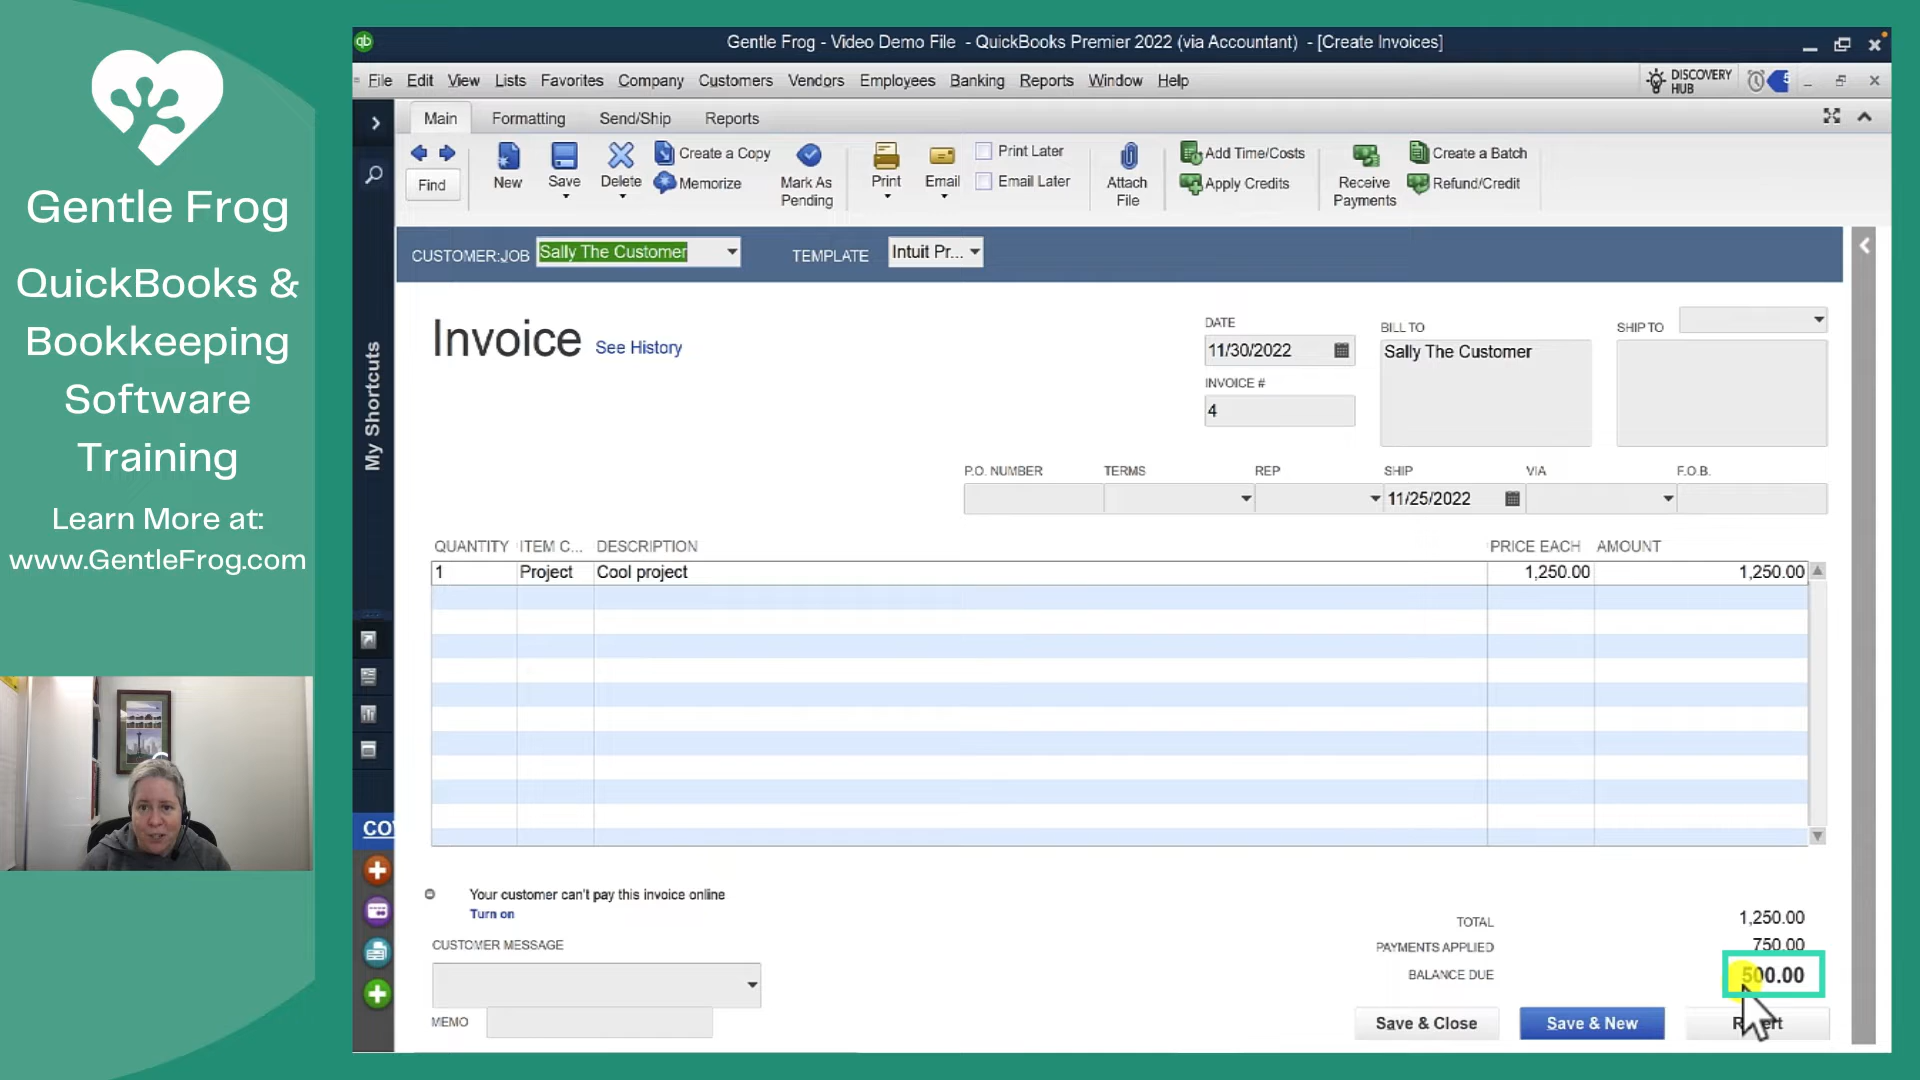 Gentle Frog
QuickBooks &
Bookkeeping
Software
Training
Learn More at:
www.GentleFrog.com
qb
Gentle Frog - Video Demo File - QuickBooks Premier 2022 (via Accountant) - [Create Invoices]
File Edit View Lists Favorites Company Customers Vendors Employees Banking Reports Window Help
DISCOVERY
HUB
5
Main Formatting Send/Ship Reports
Find
New
Save
Delete
Create a Copy
Memorize
Mark As
Pending
Print
Email
Print Later
Email Later
Attach
File
Add Time/Costs
Apply Credits
Receive
Payments
Create a Batch
Refund/Credit
My Shortcuts
CUSTOMER:JOB Sally The Customer TEMPLATE Intuit Pr...
Invoice See History
DATE
11/30/2022
INVOICE #
4
BILL TO
Sally The Customer
SHIP TO
P.O. NUMBER TERMS REP SHIP VIA F.O.B.
11/25/2022
QUANTITY ITEM C... DESCRIPTION PRICE EACH AMOUNT
1 Project Cool project 1,250.00 1,250.00
CO
Your customer can't pay this invoice online
Turn on
CUSTOMER MESSAGE
MEMO
TOTAL 1,250.00
PAYMENTS APPLIED 750.00
BALANCE DUE 500.00
Save & Close Save & New